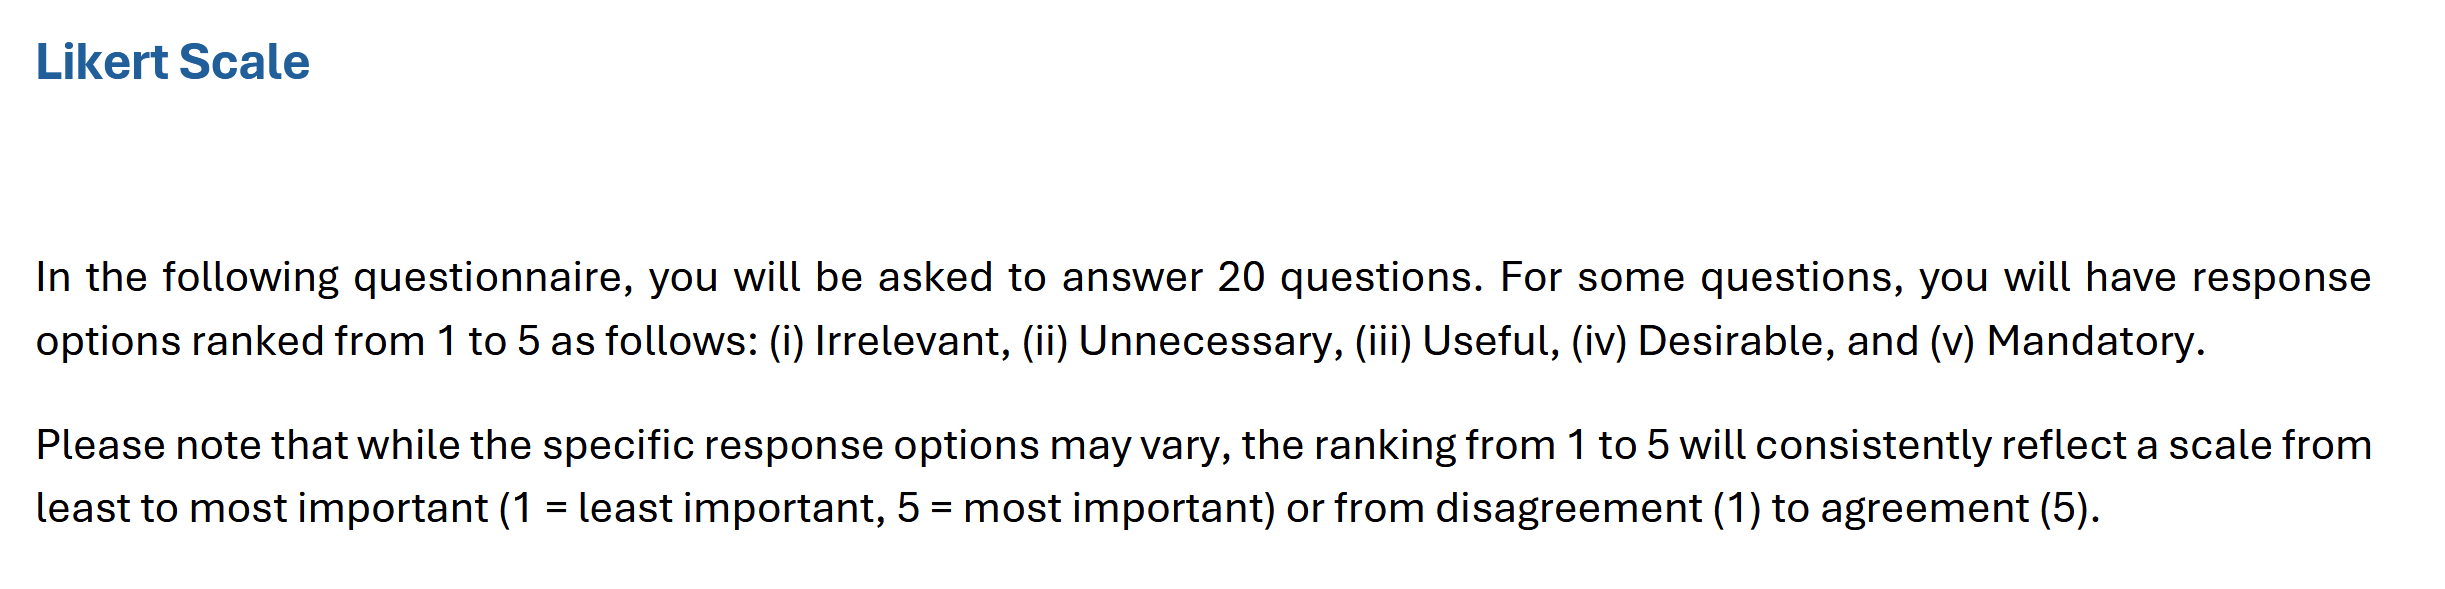 Likert Scale
In the following questionnaire, you will be asked to answer 20 questions. For some questions, you will have response
options ranked from 1 to 5 as follows: (i) Irrelevant, (ii) Unnecessary, (iii) Useful, (iv) Desirable, and (v) Mandatory.
Please note that while the specific response options may vary, the ranking from 1 to 5 will consistently reflect a scale from
least to most important (1 = least important, 5 = most important) or from disagreement (1) to agreement (5).